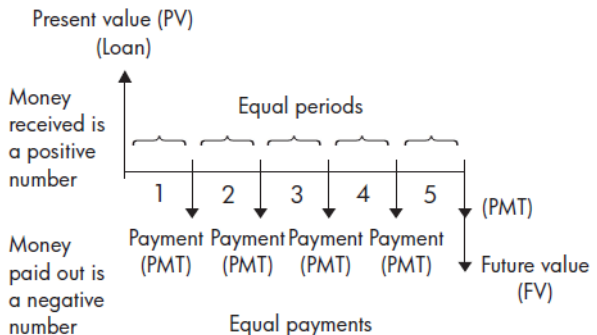 Present value (PV)
(Loan)
Money
received is
a positive
number
Equal periods
1 2 3 4 5
(PMT)
Payment Payment Payment Payment
(PMT) (PMT) (PMT) (PMT)
Money
paid out is
a negative
number
Future value
(FV)
Equal payments